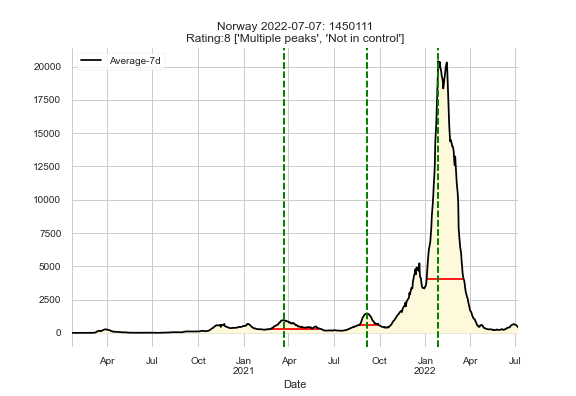 Norway 2022-07-07: 1450111
Rating:8 ['Multiple peaks', 'Not in control']
Average-7d
20000
17500
15000
12500
10000
7500
5000
2500
0
Apr Jul Oct Jan Apr Jul Oct Jan Apr Jul
2021 2022
Date